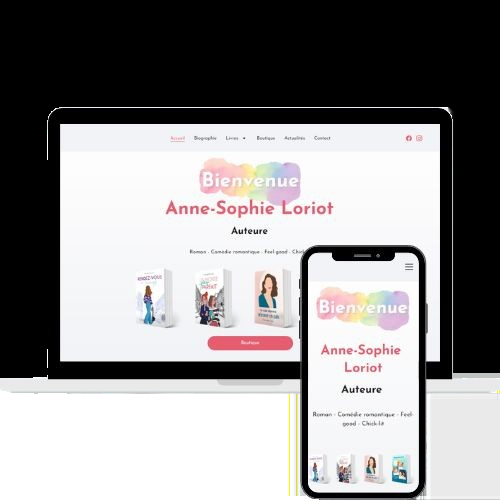 Accueil Biographie Livres Boutique Actualités Contact
Bienvenue
Anne-Sophie Loriot
Auteure
Roman - Comédie romantique - Feel-good - Chick-
Boutique
Bienvenue
Anne-Sophie
Loriot
Auteure
Roman - Comédie romantique - Feel-
good - Chick-lit